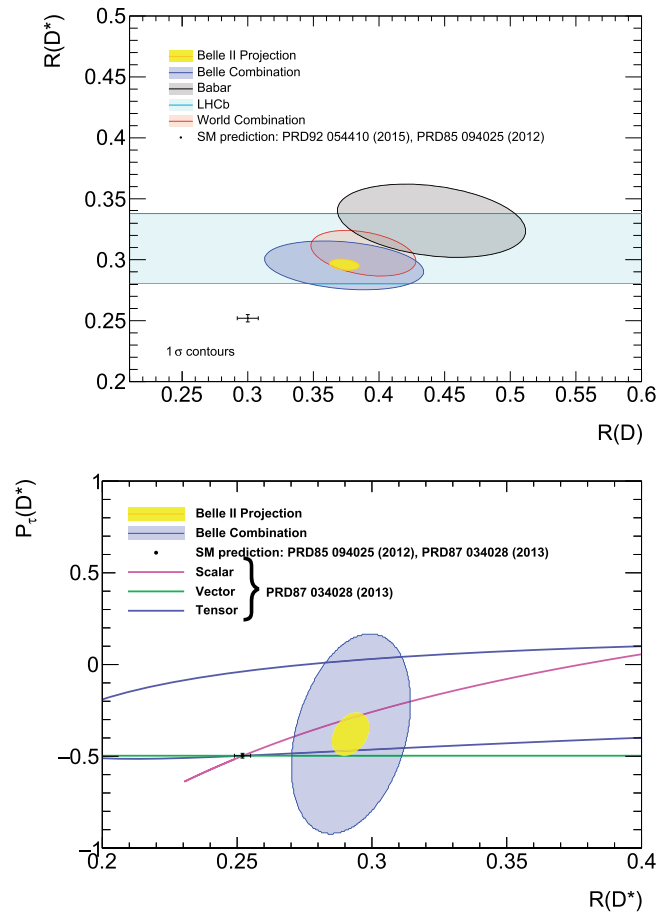 R(D*)
0.5
0.45
0.4
0.35
0.3
0.25
0.2
Belle II Projection
Belle Combination
Babar
LHCb
World Combination
SM prediction: PRD92 054410 (2015), PRD85 094025 (2012)
1 σ contours
0.25 0.3 0.35 0.4 0.45 0.5 0.55 0.6
R(D)
Pτ(D*)
1
0.5
0
−0.5
−1
Belle II Projection
Belle Combination
SM prediction: PRD85 094025 (2012), PRD87 034028 (2013)
Scalar
Vector } PRD87 034028 (2013)
Tensor
0.2 0.25 0.3 0.35 0.4
R(D*)